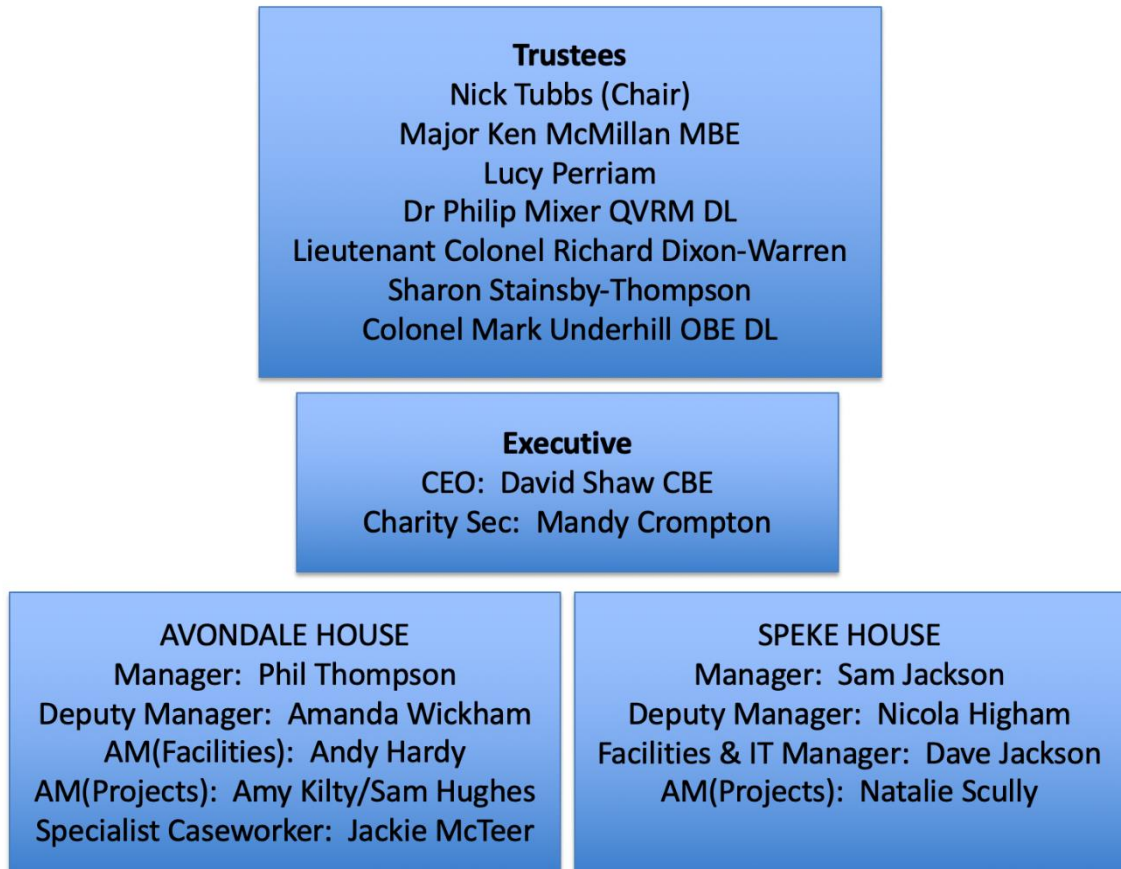 Trustees
Nick Tubbs (Chair)
Major Ken McMillan MBE
Lucy Perriam
Dr Philip Mixer QVRM DL
Lieutenant Colonel Richard Dixon-Warren
Sharon Stainsby-Thompson
Colonel Mark Underhill OBE DL
Executive
CEO:  David Shaw CBE
Charity Sec:  Mandy Crompton
AVONDALE HOUSE
Manager:  Phil Thompson
Deputy Manager:  Amanda Wickham
AM(Facilities):  Andy Hardy
AM(Projects):  Amy Kilty/Sam Hughes
Specialist Caseworker:  Jackie McTeer
SPEKE HOUSE
Manager:  Sam Jackson
Deputy Manager:  Nicola Higham
Facilities & IT Manager:  Dave Jackson
AM(Projects):  Natalie Scully